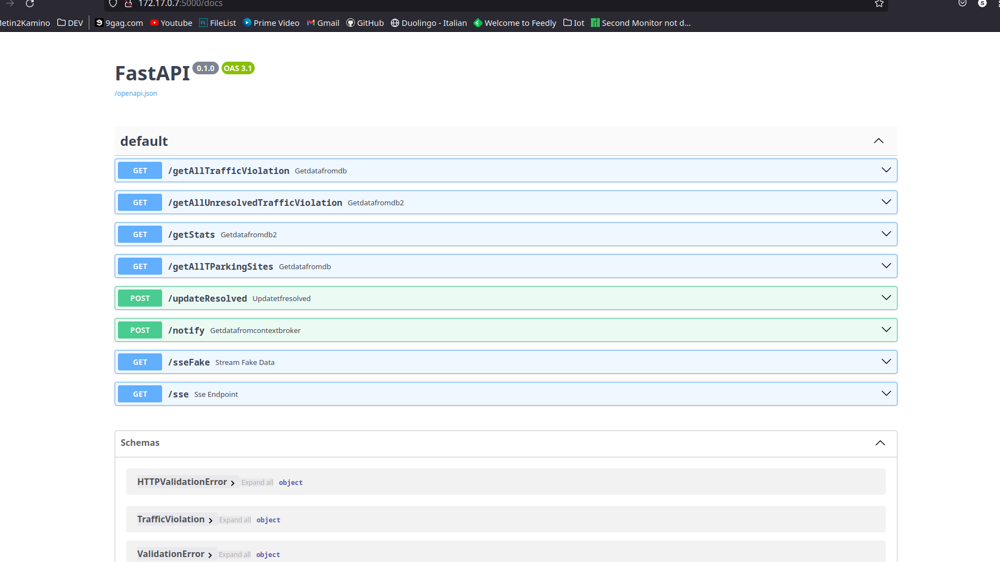 172.17.0.7:5000/docs
Metin2Kamino DEV 9gag.com Youtube FileList Prime Video Gmail GitHub Duolingo - Italian Welcome to Feedly Iot Second Monitor not d...
FastAPI 0.1.0 OAS 3.1
/openapi.json
default
GET /getAllTrafficViolation Getdatafromdb
GET /getAllUnresolvedTrafficViolation Getdatafromdb2
GET /getStats Getdatafromdb2
GET /getAllTParkingSites Getdatafromdb
POST /updateResolved Updatetfresolved
POST /notify Getdatafromcontextbroker
GET /sseFake Stream Fake Data
GET /sse Sse Endpoint
Schemas
HTTPValidationError Expand all object
TrafficViolation Expand all object
ValidationError Expand all object